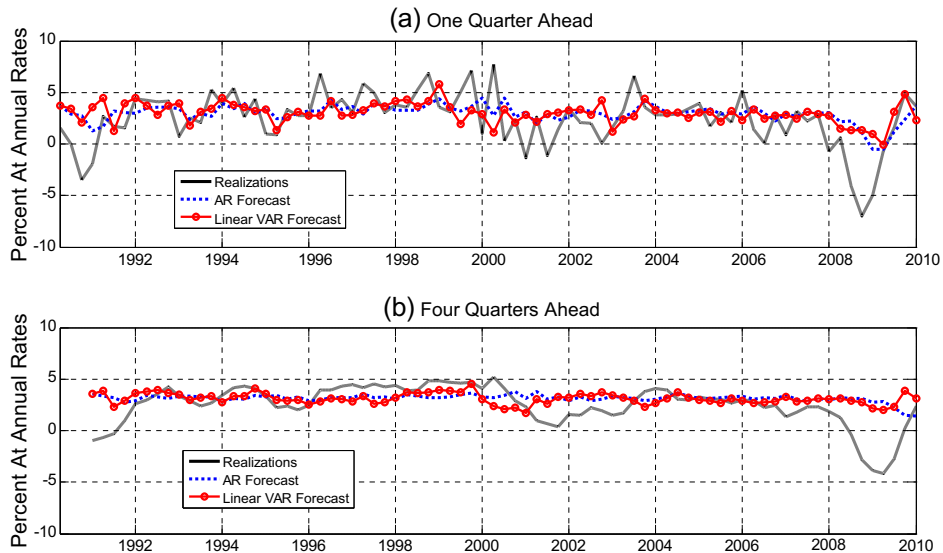 (a) One Quarter Ahead
Percent At Annual Rates
10
5
0
-5
-10
Realizations
AR Forecast
Linear VAR Forecast
1992 1994 1996 1998 2000 2002 2004 2006 2008 2010
(b) Four Quarters Ahead
Percent At Annual Rates
10
5
0
-5
-10
Realizations
AR Forecast
Linear VAR Forecast
1992 1994 1996 1998 2000 2002 2004 2006 2008 2010